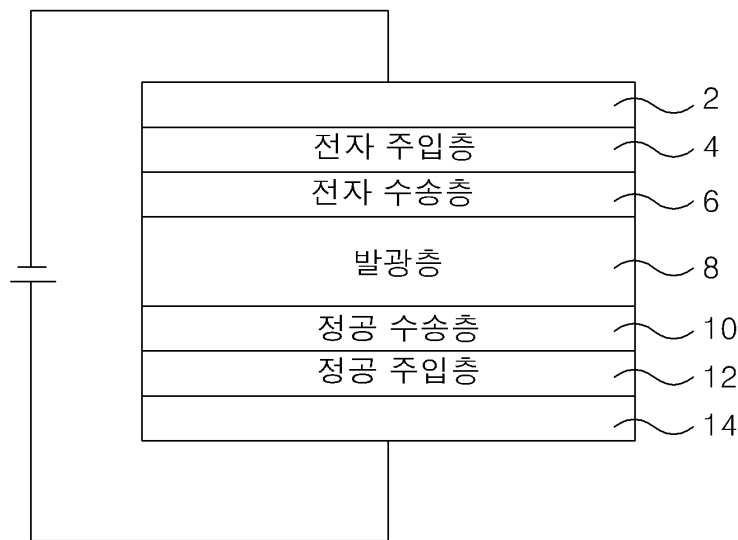 2
전자 주입층 4
전자 수송층 6
발광층 8
정공 수송층 10
정공 주입층 12
14